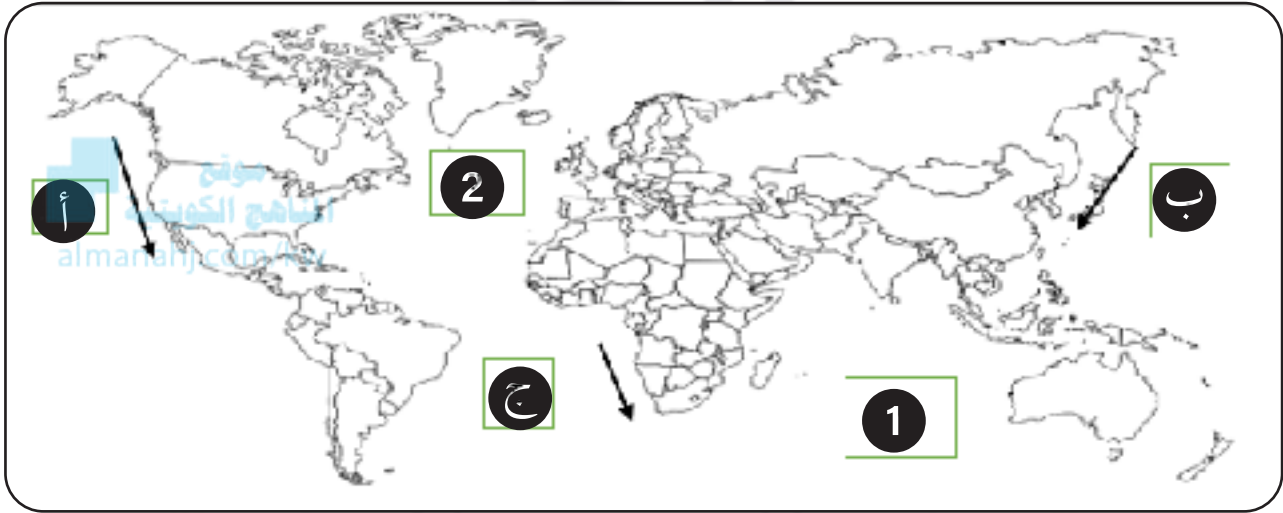 2
أ
ب
موقع
المناهج الكويتية
almanahj.com/kw
ج
1